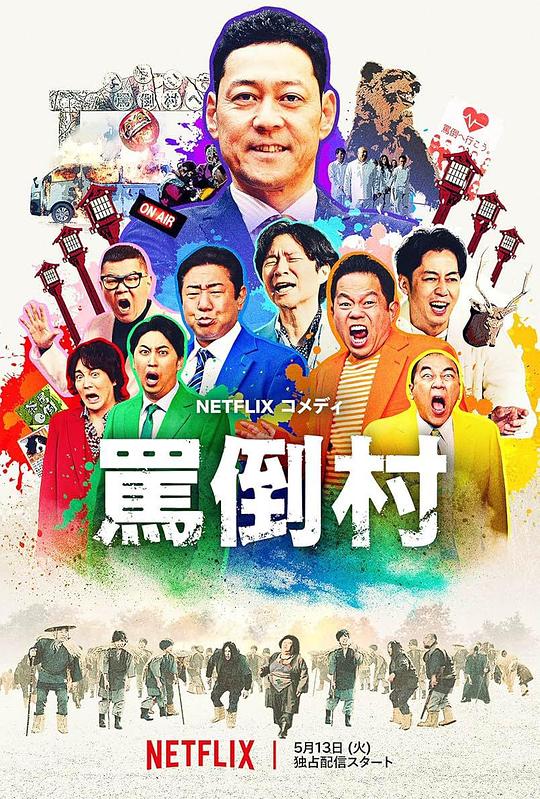 罵倒村
罵倒へ行こう。
ON AIR
NETFLIX コメディ
罵倒村
NETFLIX
5月13日 (火)
独占配信スタート